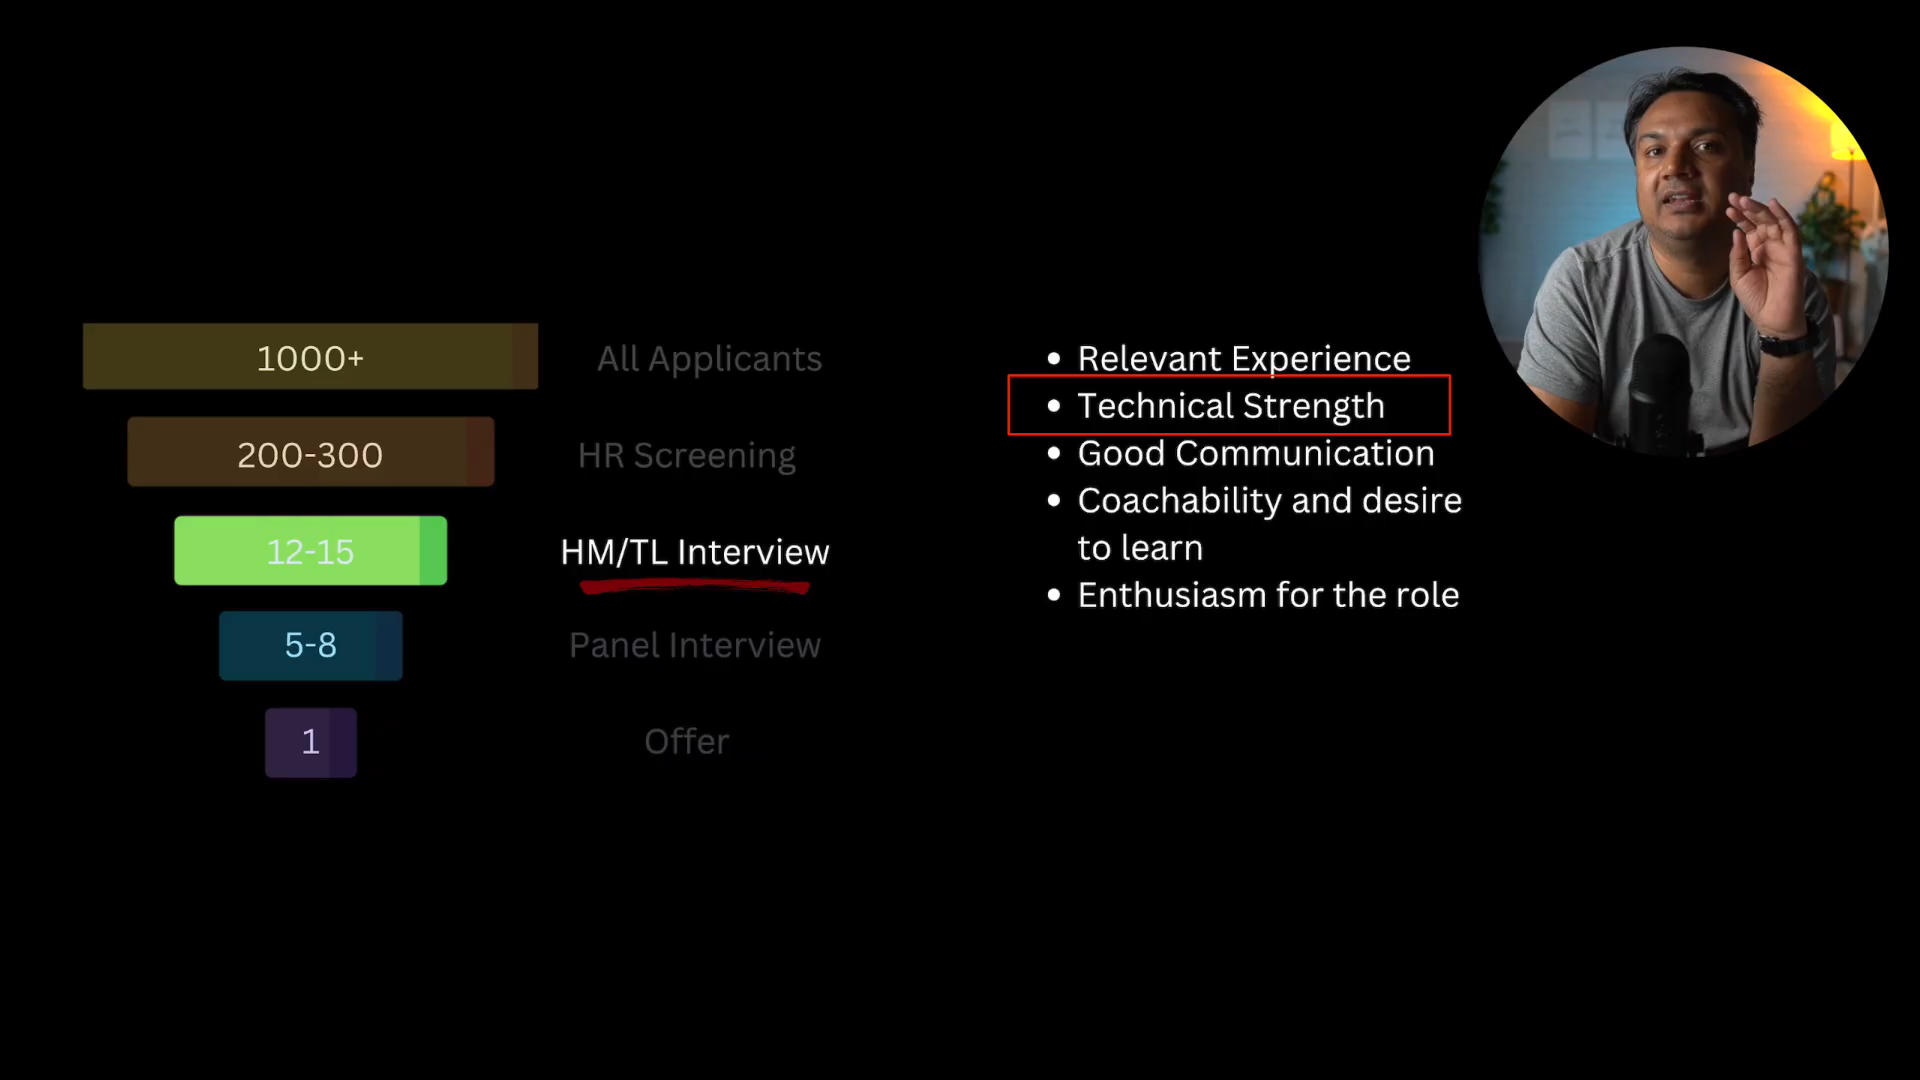 1000+
All Applicants
200-300
HR Screening
12-15
HM/TL Interview
5-8
Panel Interview
1
Offer
• Relevant Experience
• Technical Strength
• Good Communication
• Coachability and desire
to learn
• Enthusiasm for the role